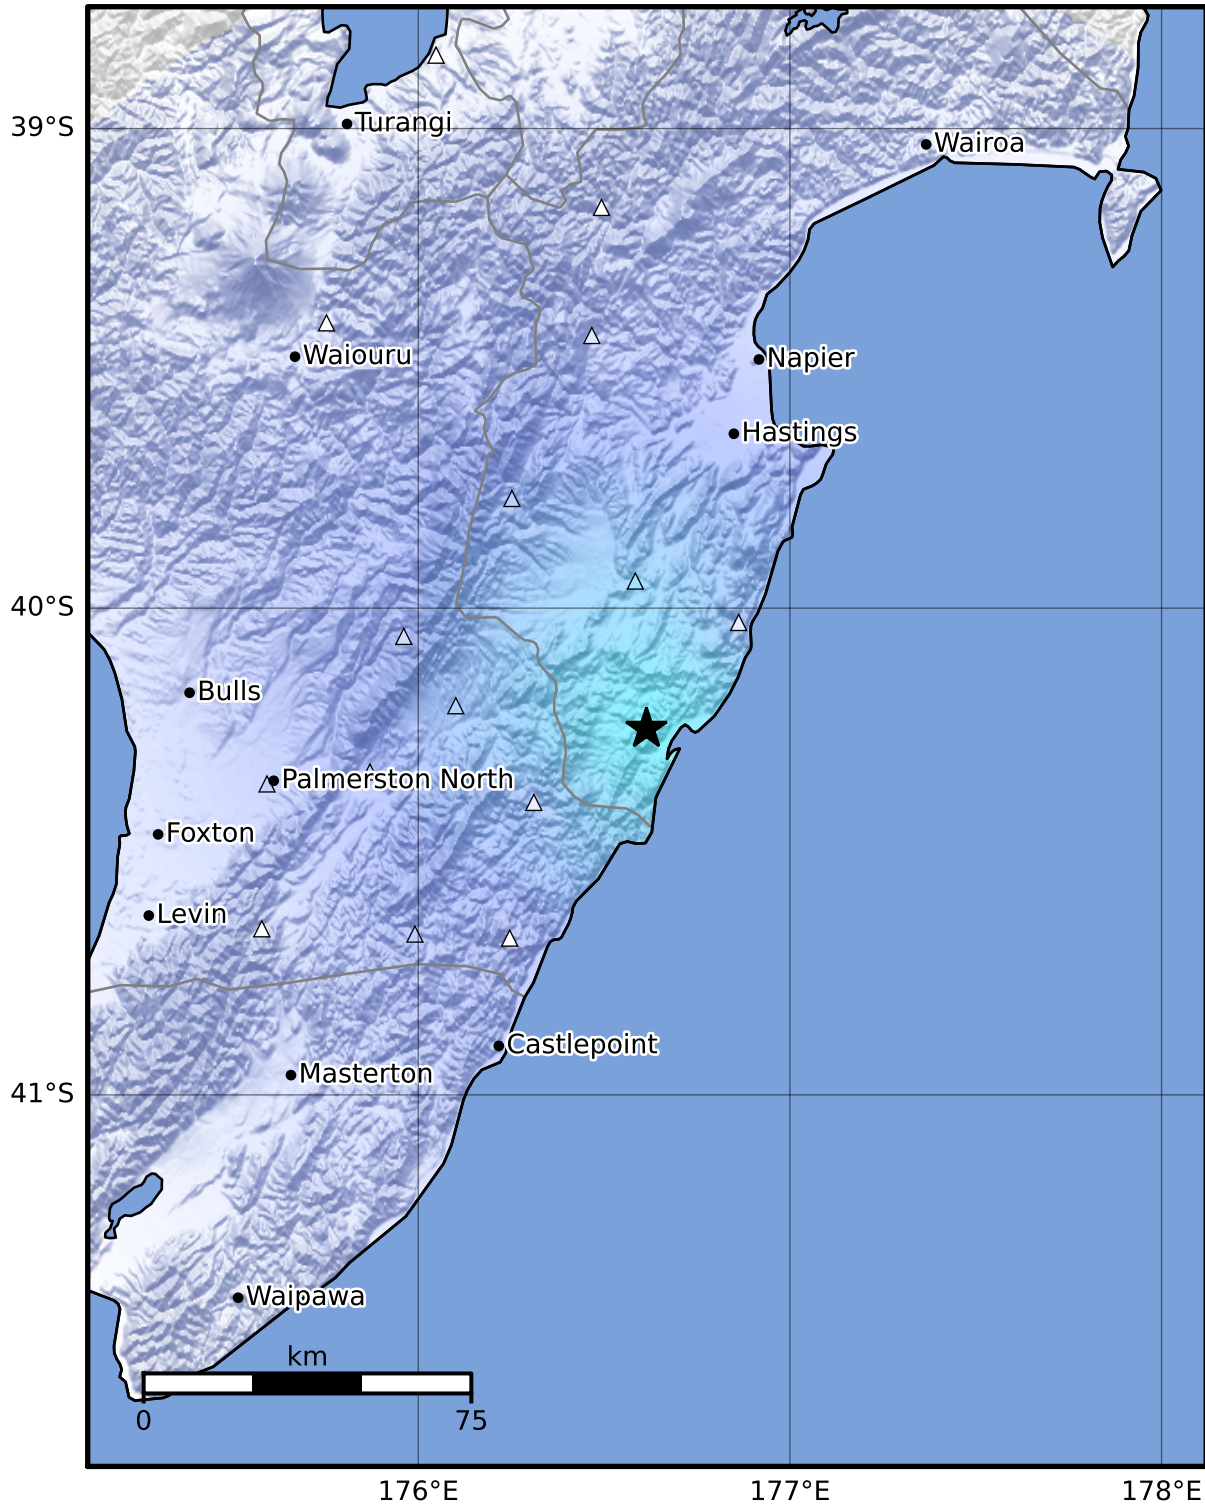 Turangi
39°S
Wairoa
Waiouru
Napier
Hastings
40°S
Bulls
Palmerston North
Foxton
Levin
Castlepoint
Masterton
41°S
Waipawa
km
0
75
176°E
177°E
178°E